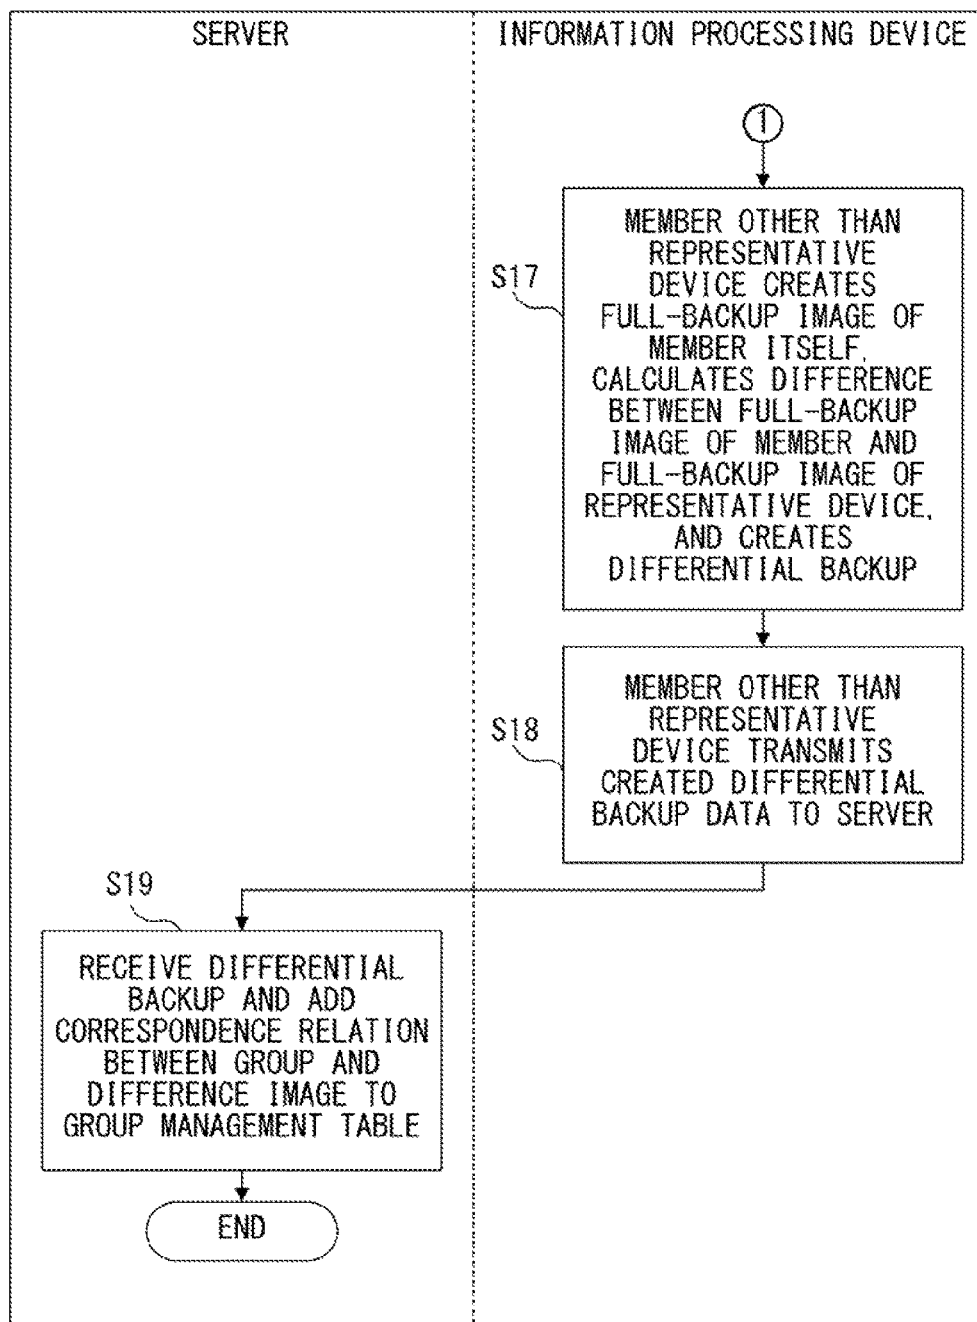 SERVER
INFORMATION PROCESSING DEVICE
1
S17
MEMBER OTHER THAN
REPRESENTATIVE
DEVICE CREATES
FULL-BACKUP IMAGE OF
MEMBER ITSELF,
CALCULATES DIFFERENCE
BETWEEN FULL-BACKUP
IMAGE OF MEMBER AND
FULL-BACKUP IMAGE OF
REPRESENTATIVE DEVICE,
AND CREATES
DIFFERENTIAL BACKUP
S18
MEMBER OTHER THAN
REPRESENTATIVE
DEVICE TRANSMITS
CREATED DIFFERENTIAL
BACKUP DATA TO SERVER
S19
RECEIVE DIFFERENTIAL
BACKUP AND ADD
CORRESPONDENCE RELATION
BETWEEN GROUP AND
DIFFERENCE IMAGE TO
GROUP MANAGEMENT TABLE
END